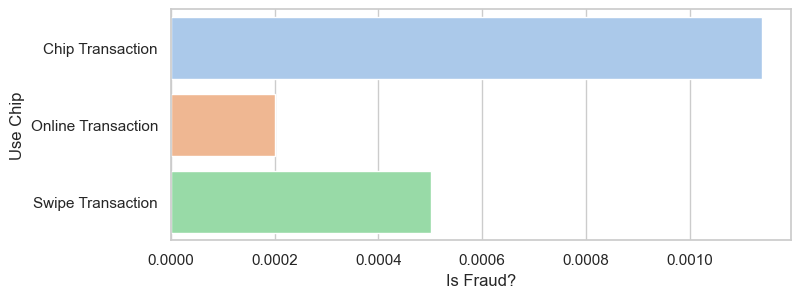 Use Chip
Chip Transaction
Online Transaction
Swipe Transaction
0.0000 0.0002 0.0004 0.0006 0.0008 0.0010
Is Fraud?